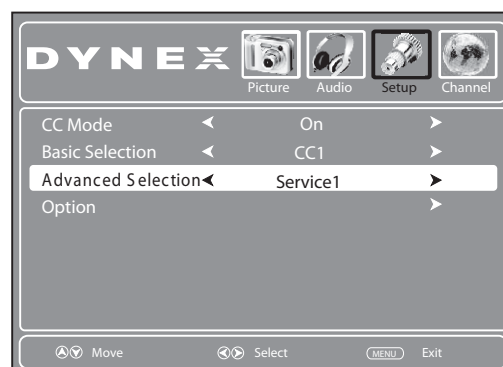 DYNEX
Picture Audio Setup Channel
CC Mode On
Basic Selection CC1
Advanced Selection Service1
Option
Move Select MENU Exit